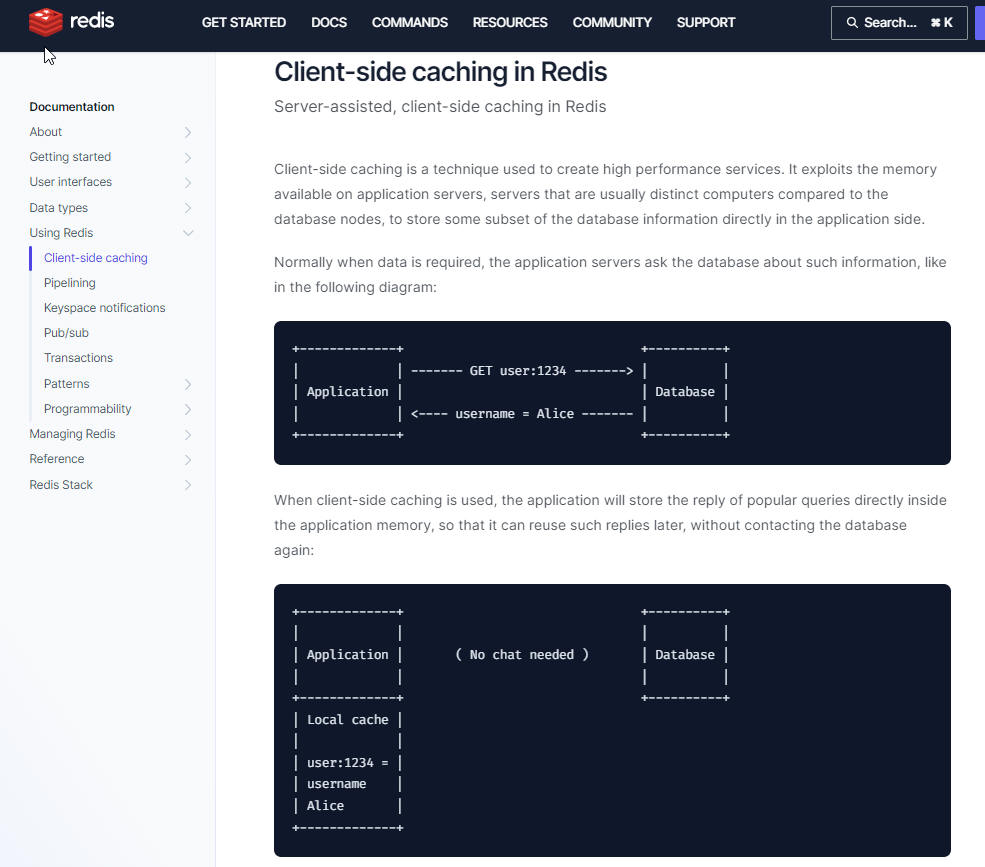 redis GET STARTED DOCS COMMANDS RESOURCES COMMUNITY SUPPORT Search... ⌘ K
Documentation
About
Getting started
User interfaces
Data types
Using Redis
Client-side caching
Pipelining
Keyspace notifications
Pub/sub
Transactions
Patterns
Programmability
Managing Redis
Reference
Redis Stack
Client-side caching in Redis
Server-assisted, client-side caching in Redis
Client-side caching is a technique used to create high performance services. It exploits the memory
available on application servers, servers that are usually distinct computers compared to the
database nodes, to store some subset of the database information directly in the application side.
Normally when data is required, the application servers ask the database about such information, like
in the following diagram:
+-------------+                                +----------+
|             | ------- GET user:1234 -------> |          |
| Application |                                | Database |
|             | <---- username = Alice ------- |          |
+-------------+                                +----------+
When client-side caching is used, the application will store the reply of popular queries directly inside
the application memory, so that it can reuse such replies later, without contacting the database
again:
+-------------+                                +----------+
|             |                                |          |
| Application |       ( No chat needed )       | Database |
|             |                                |          |
+-------------+                                +----------+
| Local cache |
|             |
| user:1234 = |
| username    |
| Alice       |
+-------------+